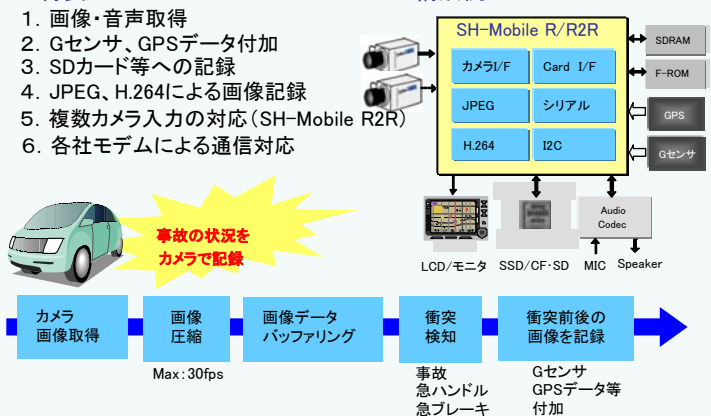 1. 画像・音声取得
2. Gセンサ、GPSデータ付加
3. SDカード等への記録
4. JPEG、H.264による画像記録
5. 複数カメラ入力の対応（SH-Mobile R2R）
6. 各社モデムによる通信対応
SH-Mobile R/R2R
カメラI/F
Card I/F
JPEG
シリアル
H.264
I2C
SDRAM
F-ROM
GPS
Gセンサ
Audio
Codec
LCD/モニタ
SSD/CF・SD
MIC
Speaker
事故の状況を
カメラで記録
カメラ
画像取得
画像
圧縮
画像データ
バッファリング
衝突
検知
衝突前後の
画像を記録
Max：30fps
事故
急ハンドル
急ブレーキ
Gセンサ
GPSデータ等
付加